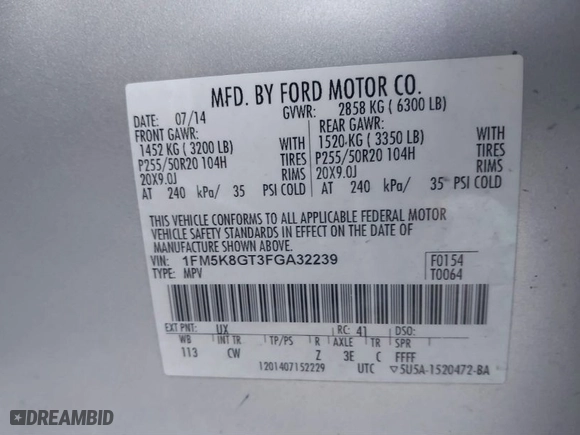 MFD. BY FORD MOTOR CO.
DATE: 07/14 GVWR: 2858 KG ( 6300 LB)
FRONT GAWR: REAR GAWR:
1452 KG ( 3200 LB) WITH 1520 KG ( 3350 LB) WITH
P255/50R20 104H TIRES P255/50R20 104H TIRES
20X9.0J RIMS 20X9.0J RIMS
AT 240 kPa/ 35 PSI COLD AT 240 kPa/ 35 PSI COLD
THIS VEHICLE CONFORMS TO ALL APPLICABLE FEDERAL MOTOR
VEHICLE SAFETY STANDARDS IN EFFECT ON THE DATE OF
MANUFACTURE SHOWN ABOVE.
VIN: 1FM5K8GT3FGA32239 F0154
TYPE: MPV T0064
EXT PNT: UX RC: 41 DSO:
WB INT TR TP/PS R AXLE TR SPR
113 CW Z 3E C FFFF
1201407152229 UTC ▽5U5A-1520472-BA
DREAMBID